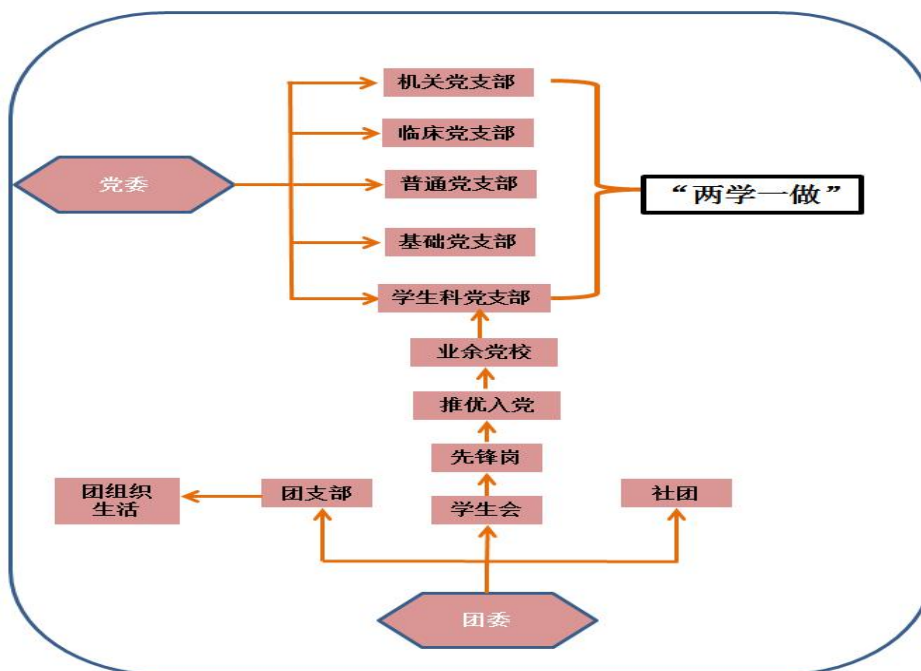 机关党支部
临床党支部
党委
普通党支部
“两学一做”
基础党支部
学生科党支部
业余党校
推优入党
先锋岗
团组织
生活
团支部
学生会
社团
团委